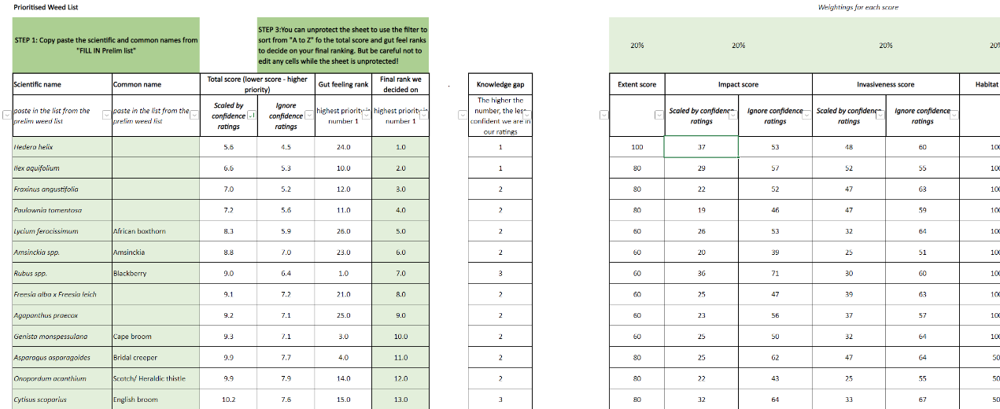 Prioritised Weed List
Weightings for each score
STEP 1: Copy paste the scientific and common names from
"FILL IN Prelim list"
STEP 3:You can unprotect the sheet to use the filter to
sort from "A to Z" fo the total score and gut feel ranks
to decide on your final ranking. But be careful not to
edit any cells while the sheet is unprotected!
20% 20% 20% 20%
Scientific name Common name Total score (lower score - higher priority) Gut feeling rank Final rank we decided on Knowledge gap Extent score Impact score Invasiveness score Habitat
paste in the list from the prelim weed list
paste in the list from the prelim weed list
Scaled by confidence ratings
Ignore confidence ratings
highest priority is number 1
highest priority is number 1
The higher the number, the less confident we are in our ratings
Scaled by confidence ratings
Ignore confidence ratings
Scaled by confidence ratings
Ignore confidence ratings
Hedera helix 5.6 4.5 24.0 1.0 1 100 37 53 48 60 100
Ilex aquifolium 6.6 5.3 10.0 2.0 1 80 29 57 52 55 100
Fraxinus angustifolia 7.0 5.2 12.0 3.0 2 80 22 52 47 63 100
Paulownia tomentosa 7.2 5.6 11.0 4.0 2 80 19 46 47 59 100
Lycium ferocissimum African boxthorn 8.3 5.9 26.0 5.0 2 60 26 53 32 64 100
Amsinckia spp. Amsinckia 8.8 7.0 23.0 6.0 2 60 20 39 25 51 100
Rubus spp. Blackberry 9.0 6.4 1.0 7.0 3 60 36 71 30 60 100
Freesia alba x Freesia leich 9.1 7.2 21.0 8.0 2 60 25 47 39 63 100
Agapanthus praecox 9.2 7.1 25.0 9.0 2 60 23 56 37 57 100
Genista monspessulana Cape broom 9.3 7.1 3.0 10.0 2 60 25 50 32 64 100
Asparagus asparagoides Bridal creeper 9.9 7.7 4.0 11.0 2 80 25 62 47 64 50
Onopordum acanthium Scotch/ Heraldic thistle 9.9 7.9 14.0 12.0 2 80 22 43 25 55 50
Cytisus scoparius English broom 10.2 7.6 15.0 13.0 3 80 32 64 33 67 50